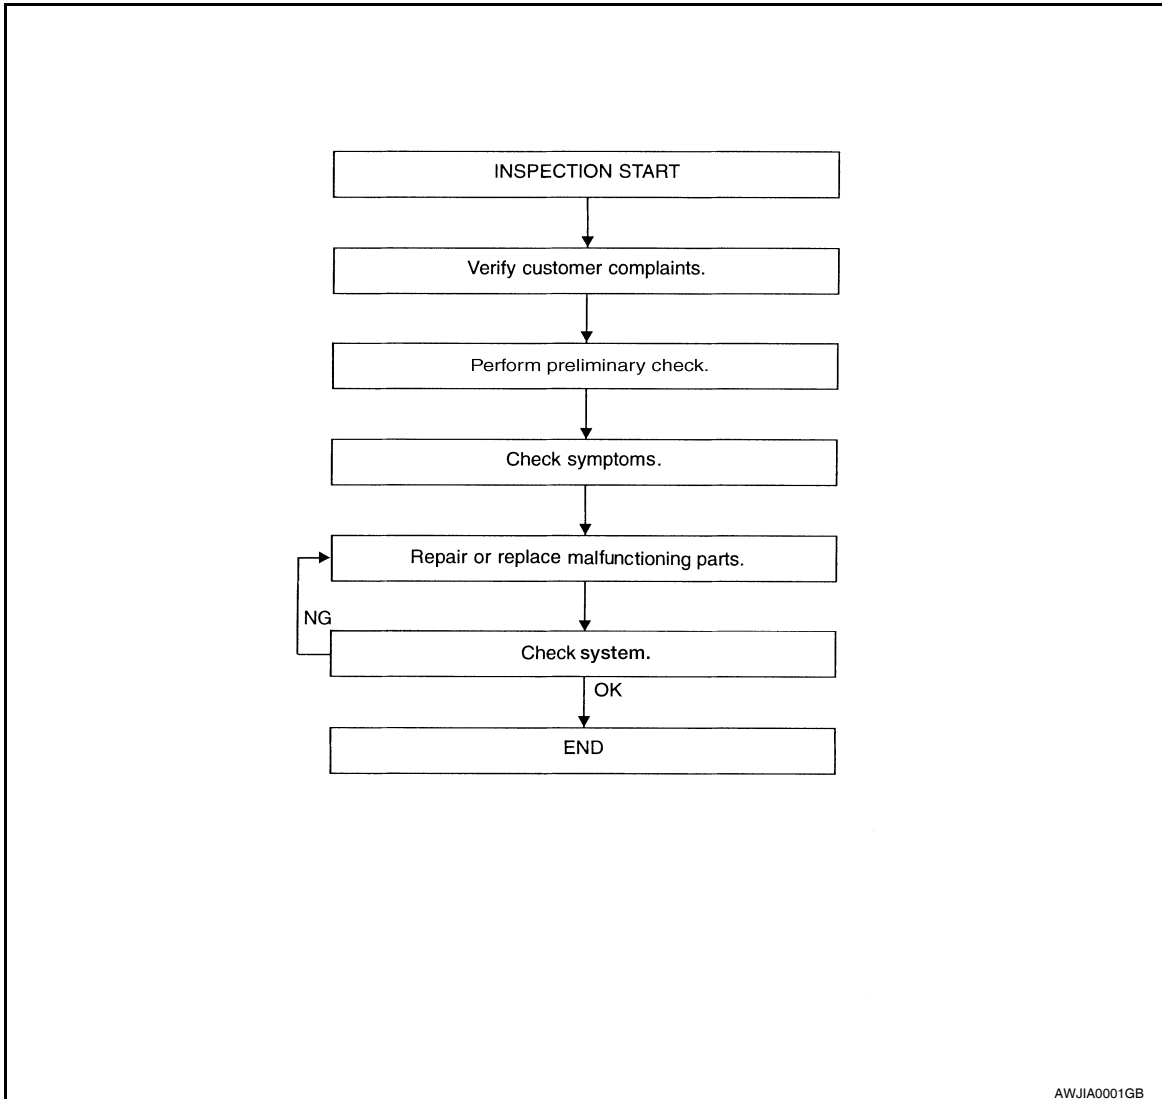 INSPECTION START
Verify customer complaints.
Perform preliminary check.
Check symptoms.
Repair or replace malfunctioning parts.
NG
Check system.
OK
END
AWJIA0001GB